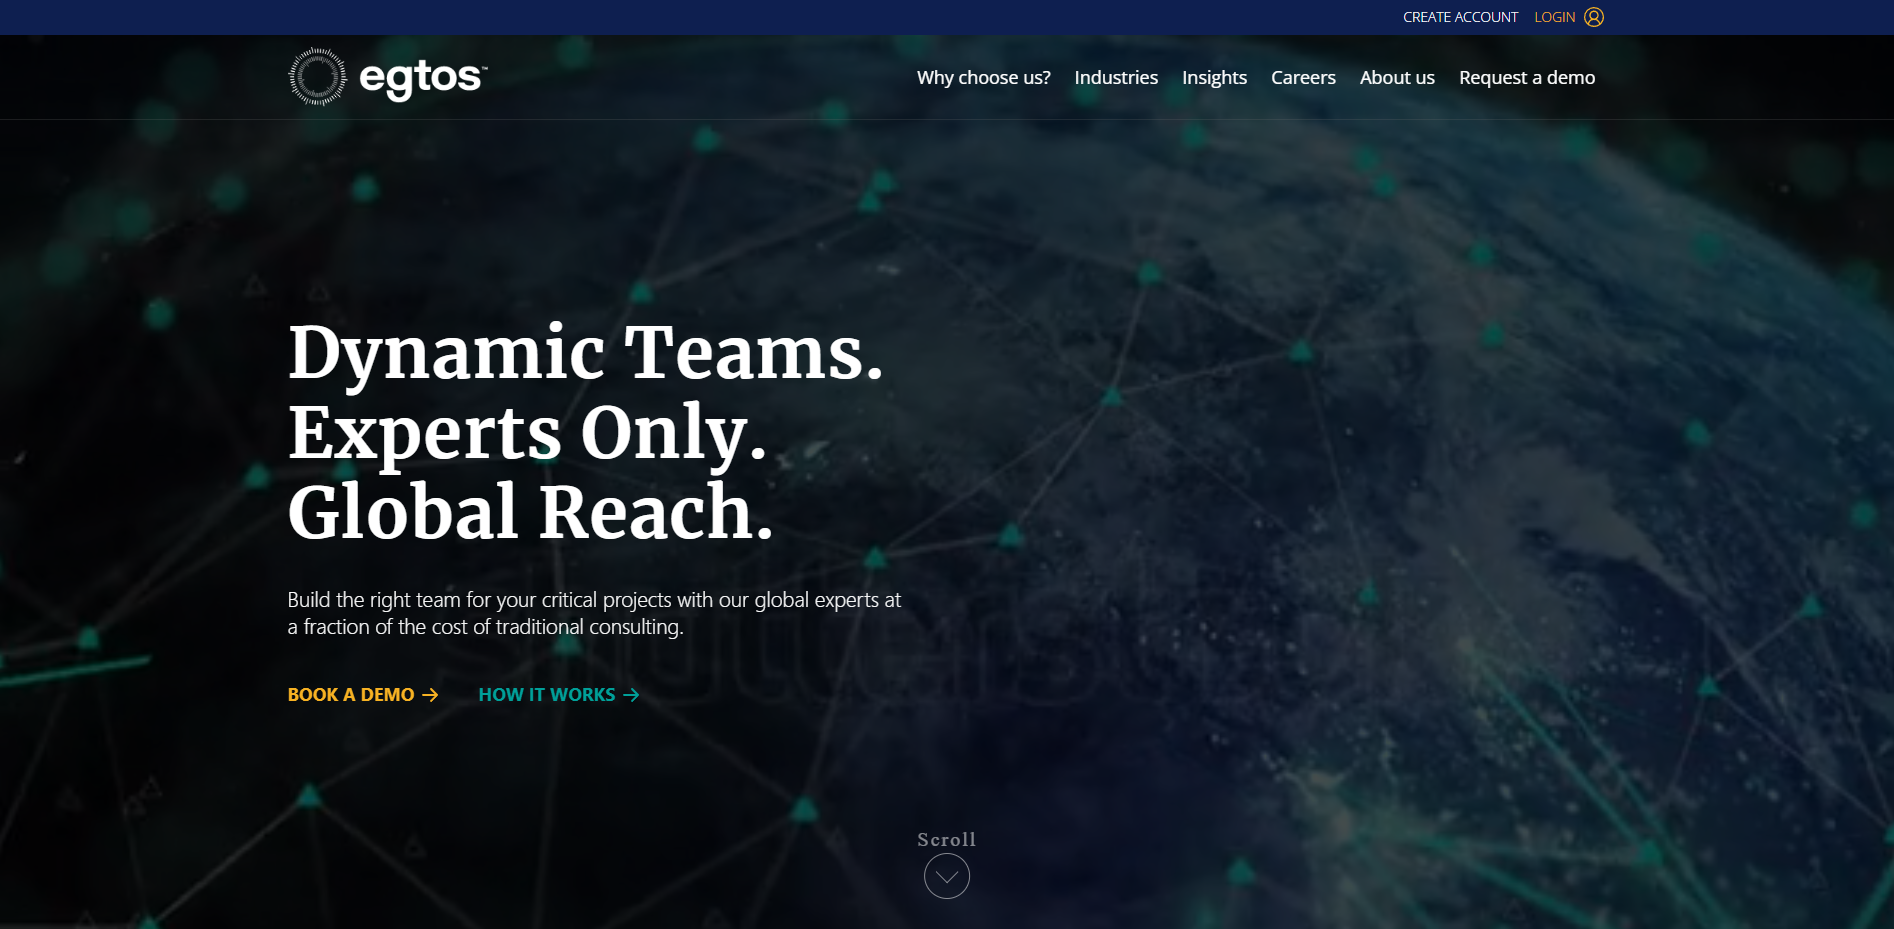 CREATE ACCOUNT LOGIN
egtos™
Why choose us? Industries Insights Careers About us Request a demo
Dynamic Teams.
Experts Only.
Global Reach.
Build the right team for your critical projects with our global experts at
a fraction of the cost of traditional consulting.
BOOK A DEMO → HOW IT WORKS →
Scroll